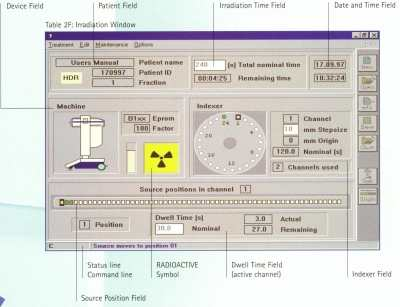 Device Field Patient Field Irradiation Time Field Date and Time Field
Table 2F: Irradiation Window
Treatment Edit Maintenance Options
Users Manual Patient name 240 (s) Total nominal time 17.09.97
HDR 170997 Patient ID 00:04:25 Remaining time 10:32:24
1 Fraction
Machine Indexer
D1xx Eprom 1 Channel
100 Factor 10 mm Stepsize
0 mm Origin
120.0 Nominal [s]
2 Channels used
24 1
20
6
18
12
Source positions in channel 1
Dwell Time [s] 3.0 Actual
1 Position 30.0 Nominal 27.0 Remaining
Source moves to position 01
Status line RADIOACTIVE Dwell Time Field Indexer Field
Command line Symbol (active channel)
Source Position Field